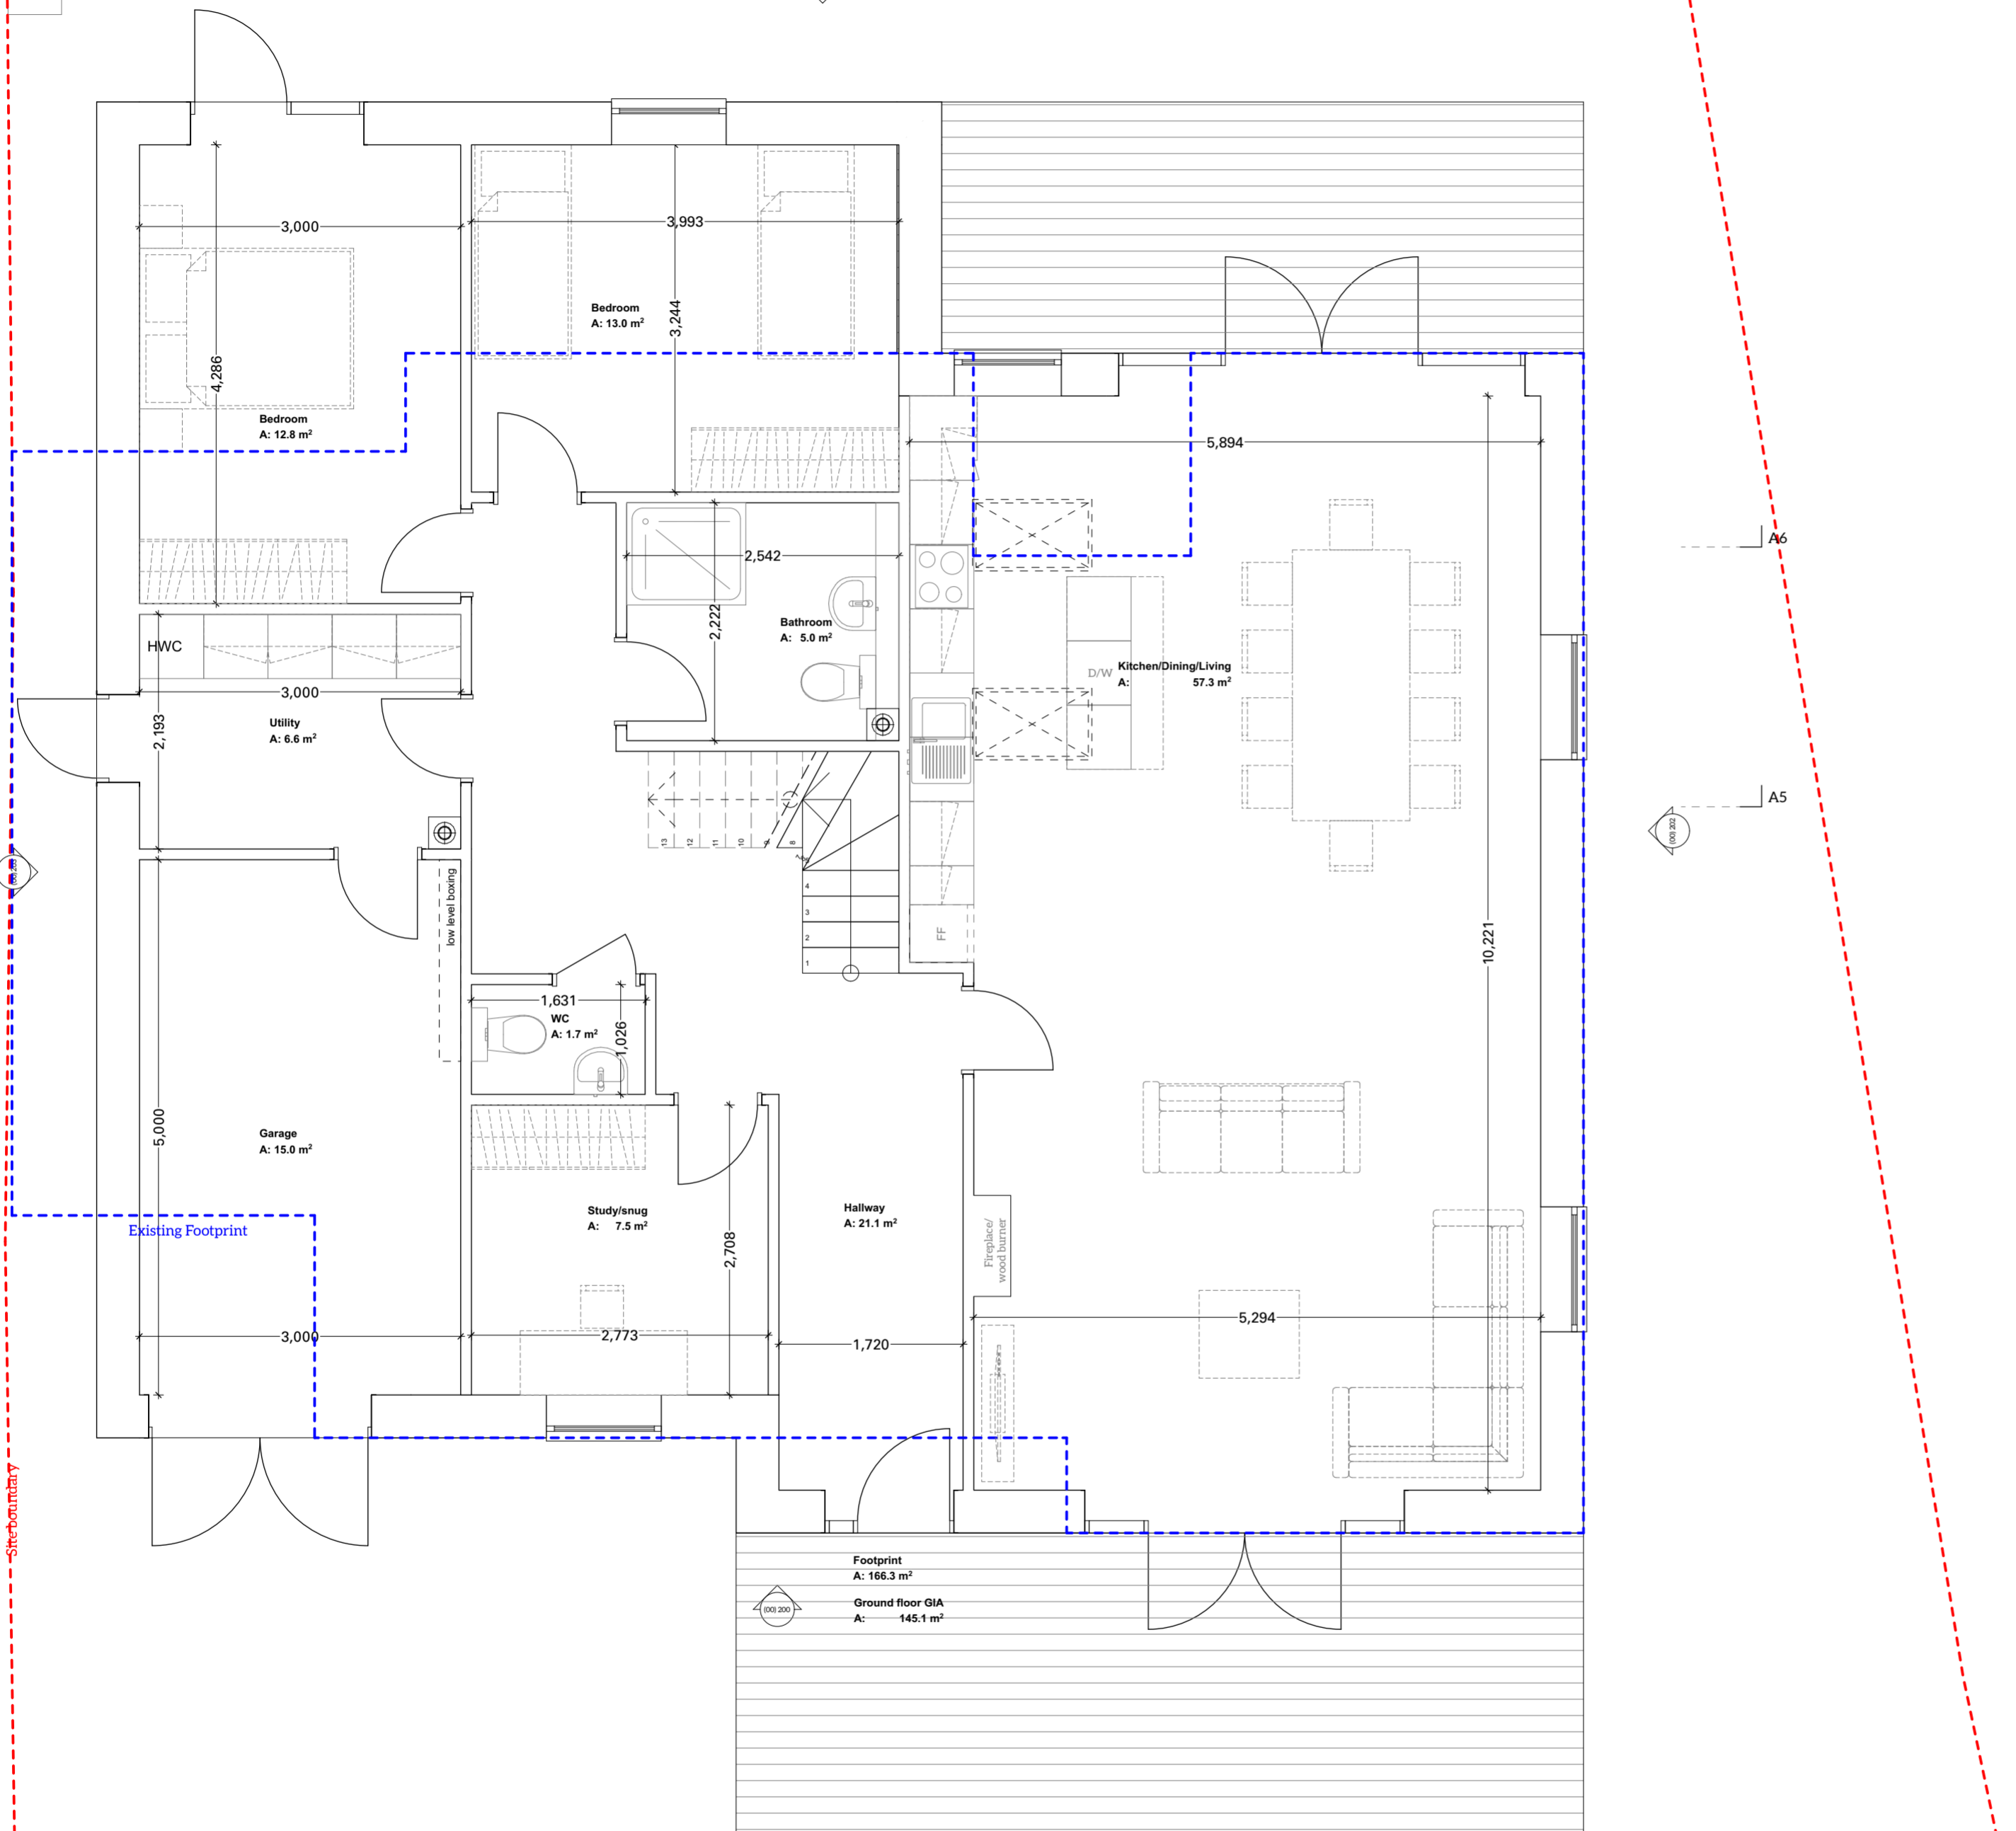 3,000
3,993
Bedroom
A: 13.0 m²
3,244
4,286
Bedroom
A: 12.8 m²
5,894
A6
2,542
2,222
Bathroom
A: 5.0 m²
HWC
3,000
Utility
A: 6.6 m²
2,193
D/W
Kitchen/Dining/Living
A: 57.3 m²
A5
(00) 202
13
12
11
10
9
8
4
3
2
1
low level boxing
FF
10,221
1,631
WC
A: 1.7 m²
1,026
5,000
Garage
A: 15.0 m²
Existing Footprint
Study/snug
A: 7.5 m²
2,708
Hallway
A: 21.1 m²
Fireplace/
wood burner
3,000
2,773
1,720
5,294
Site boundary
Footprint
A: 166.3 m²
Ground floor GIA
A: 145.1 m²
(00) 200